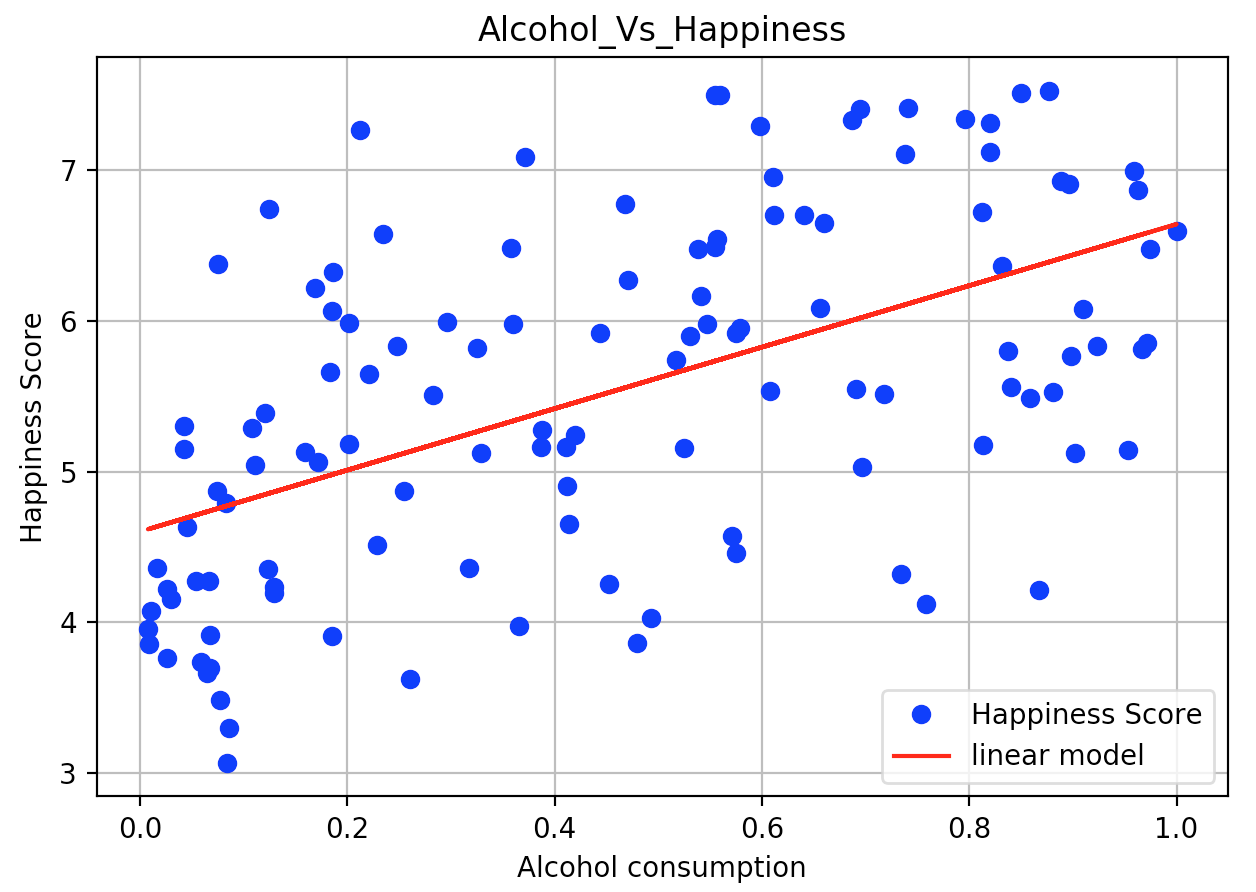 Alcohol_Vs_Happiness
Happiness Score
7
6
5
4
3
Happiness Score
linear model
0.0 0.2 0.4 0.6 0.8 1.0
Alcohol consumption